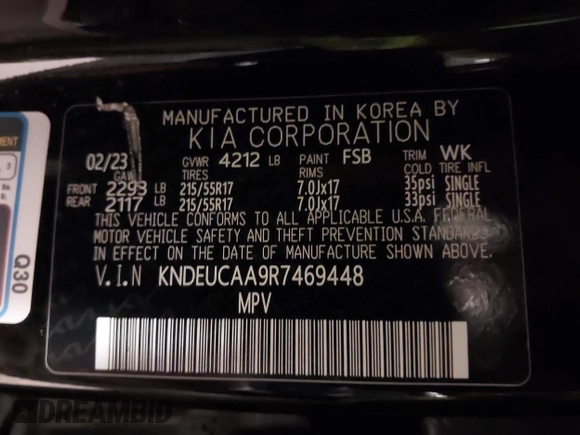 MANUFACTURED IN KOREA BY
KIA CORPORATION
02/23 GVWR 4212 LB PAINT FSB TRIM WK
GAWR TIRES RIMS COLD TIRE INFL
FRONT 2293 LB 215/55R17 7.0Jx17 35psi SINGLE
REAR 2117 LB 215/55R17 7.0Jx17 33psi SINGLE
THIS VEHICLE CONFORMS TO ALL APPLICABLE U.S.A. FEDERAL
MOTOR VEHICLE SAFETY AND THEFT PREVENTION STANDARDS
IN EFFECT ON THE DATE OF MANUFACTURE SHOWN ABOVE.
V.I.N KNDEUCAA9R7469448
MPV
Q30
DREAMBID